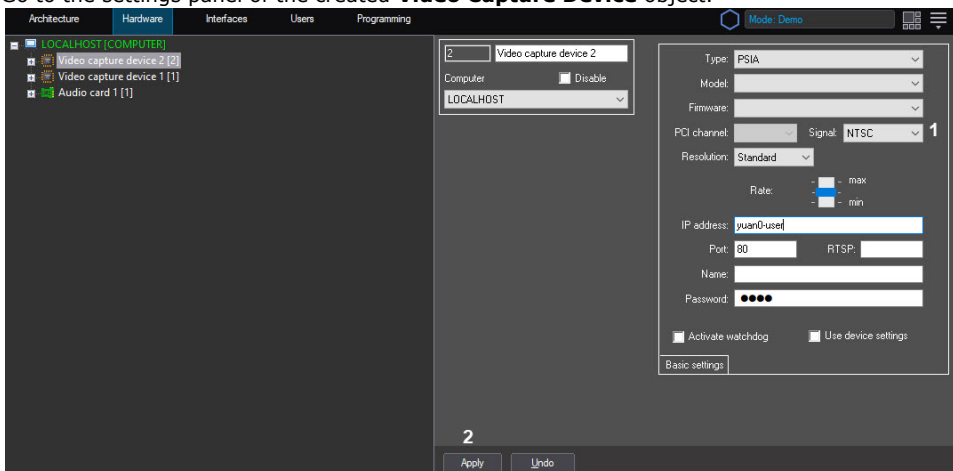 Go to the settings panel of the created Video Capture Device object.
Architecture Hardware Interfaces Users Programming Mode: Demo
LOCALHOST [COMPUTER]
Video capture device 2 [2]
Video capture device 1 [1]
Audio card 1 [1]
2 Video capture device 2
Computer Disable
LOCALHOST
Type: PSIA
Model:
Firmware:
PCI channel: Signal: NTSC 1
Resolution: Standard
Rate: - - max
- -
- - min
IP address: yuan0-user
Port: 80 RTSP:
Name:
Password: ●●●●
Activate watchdog Use device settings
Basic settings
2
Apply Undo